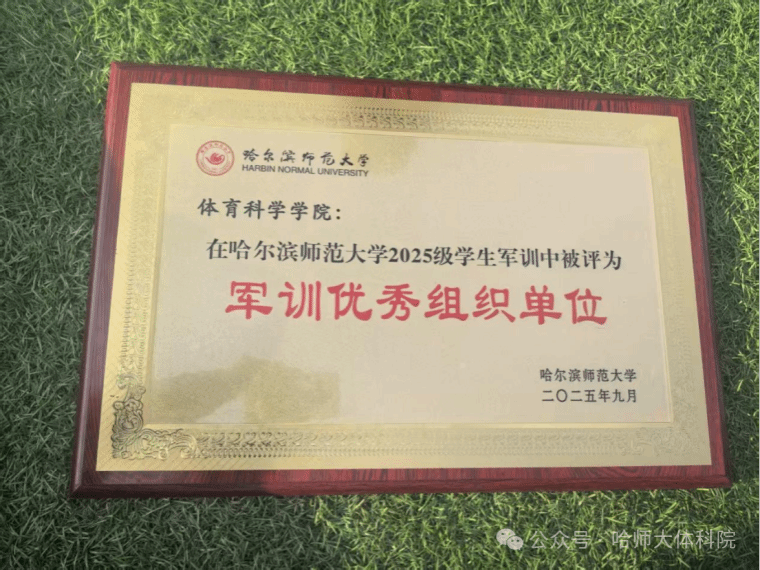 哈尔滨师范大学
HARBIN NORMAL UNIVERSITY
体育科学学院：
在哈尔滨师范大学2025级学生军训中被评为
军训优秀组织单位
哈尔滨师范大学
二〇二五年九月
公众号·哈师大体科院